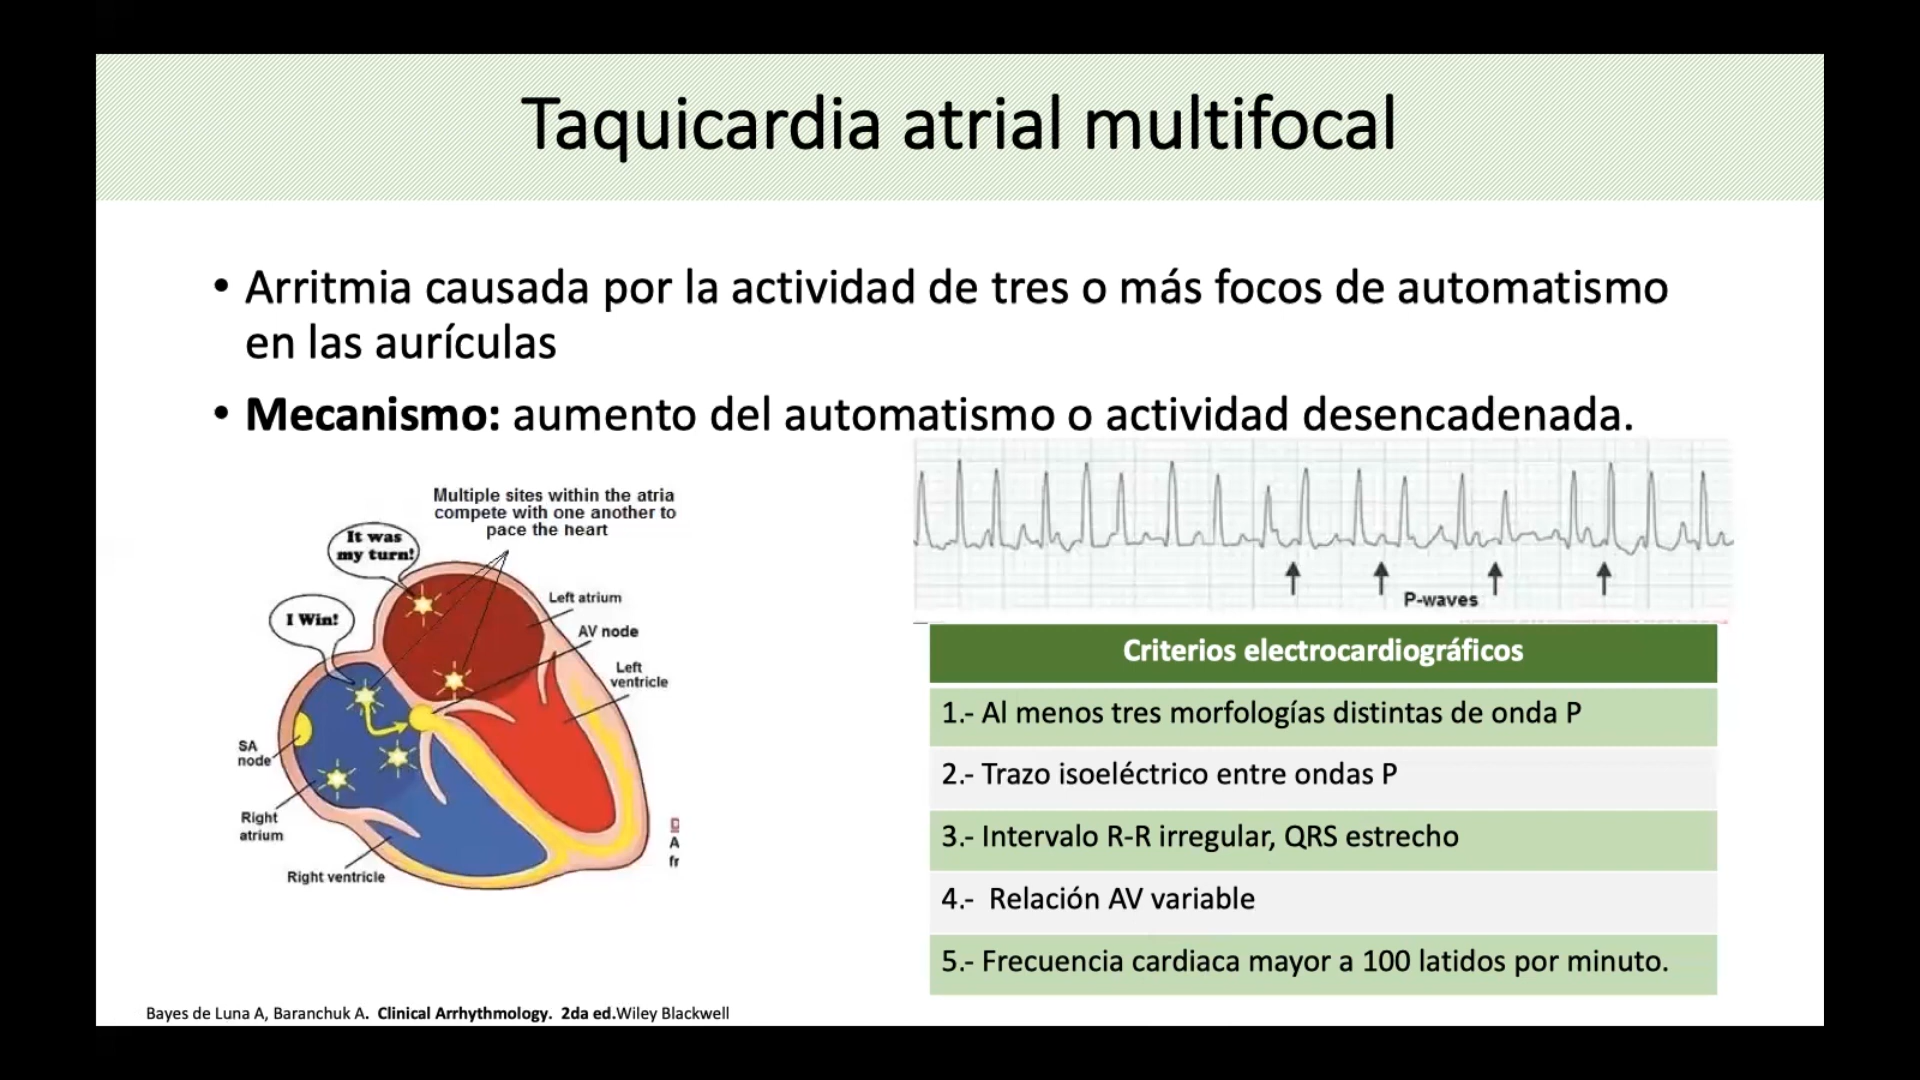 Taquicardia atrial multifocal
• Arritmia causada por la actividad de tres o más focos de automatismo
en las aurículas
• Mecanismo: aumento del automatismo o actividad desencadenada.
Multiple sites within the atria
compete with one another to
pace the heart
It was
my turn!
I Win!
Left atrium
AV node
Left
ventricle
SA
node
Right
atrium
Right ventricle
D
A
fr
P-waves
Criterios electrocardiográficos
1.- Al menos tres morfologías distintas de onda P
2.- Trazo isoeléctrico entre ondas P
3.- Intervalo R-R irregular, QRS estrecho
4.- Relación AV variable
5.- Frecuencia cardiaca mayor a 100 latidos por minuto.
Bayes de Luna A, Baranchuk A. Clinical Arrhythmology. 2da ed.Wiley Blackwell